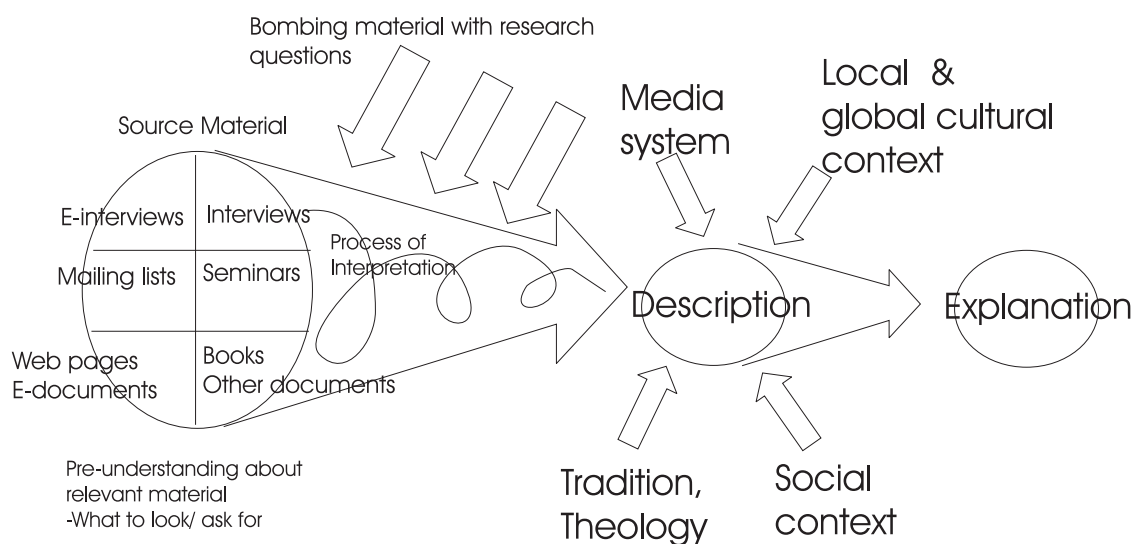 Bombing material with research
questions
Source Material
E-interviews
Interviews
Mailing lists
Seminars
Web pages
E-documents
Books
Other documents
Process of
Interpretation
Pre-understanding about
relevant material
-What to look/ ask for
Media
system
Local &
global cultural
context
Description
Tradition,
Theology
Social
context
Explanation